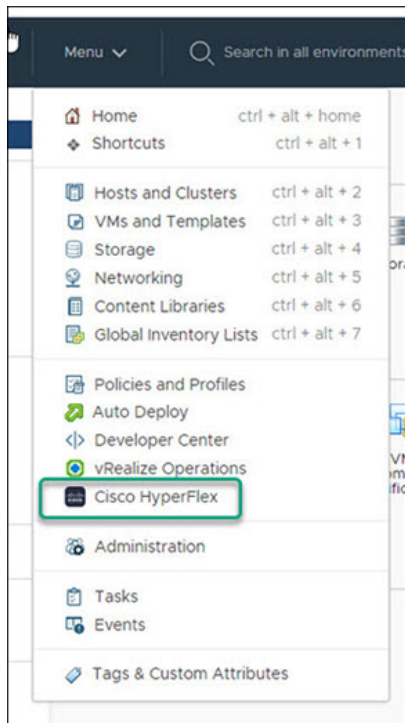 Menu
Search in all environments
Home ctrl + alt + home
Shortcuts ctrl + alt + 1
Hosts and Clusters ctrl + alt + 2
VMs and Templates ctrl + alt + 3
Storage ctrl + alt + 4
Networking ctrl + alt + 5
Content Libraries ctrl + alt + 6
Global Inventory Lists ctrl + alt + 7
Policies and Profiles
Auto Deploy
Developer Center
vRealize Operations
Cisco HyperFlex
Administration
Tasks
Events
Tags & Custom Attributes